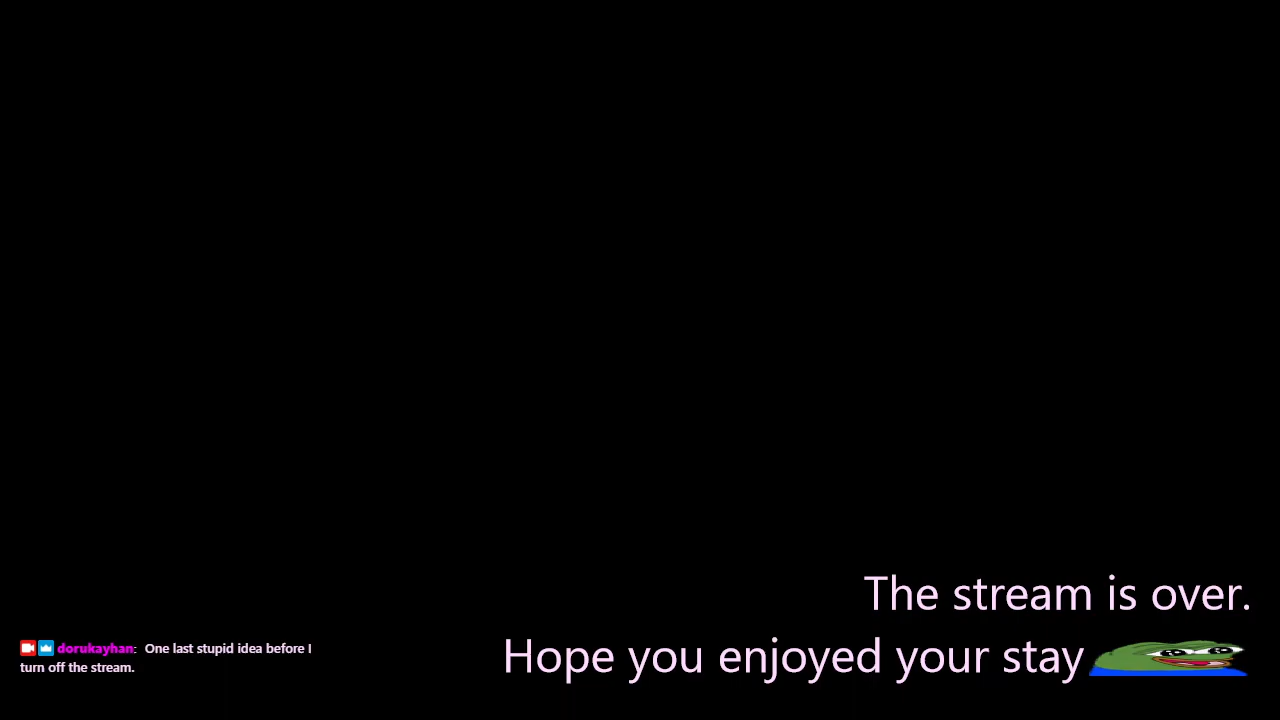 The stream is over.
Hope you enjoyed your stay
dorukayhan: One last stupid idea before I
turn off the stream.